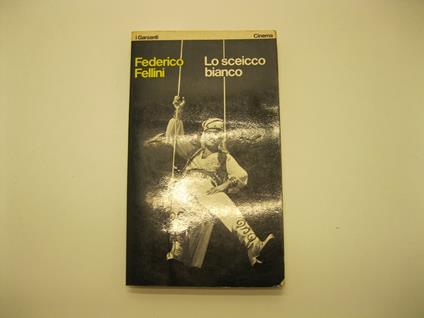 i Garzanti
Cinema
Federico
Fellini
Lo sceicco
bianco